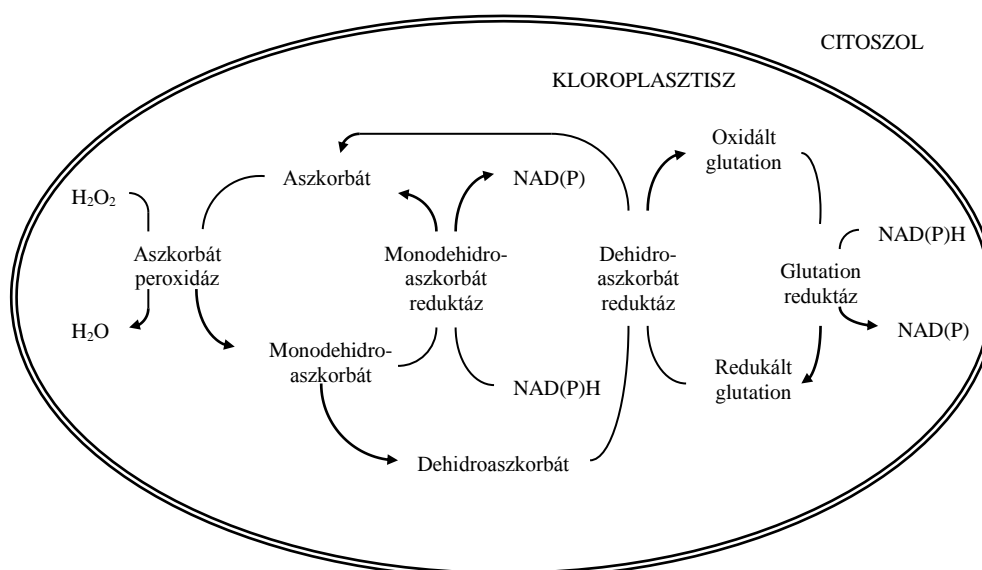 CITOSZOL
KLOROPLASZTISZ
Oxidált
glutation
Aszkorbát
NAD(P)
H₂O₂
NAD(P)H
Aszkorbát
peroxidáz
Monodehidro-
aszkorbát
reduktáz
Dehidro-
aszkorbát
reduktáz
Glutation
reduktáz
H₂O
NAD(P)
Monodehidro-
aszkorbát
NAD(P)H
Redukált
glutation
Dehidroaszkorbát